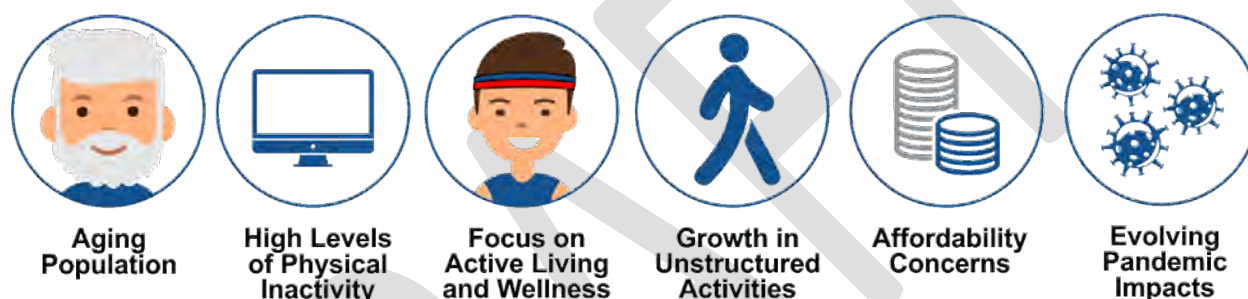 Aging
Population
High Levels
of Physical
Inactivity
Focus on
Active Living
and Wellness
Growth in
Unstructured
Activities
Affordability
Concerns
Evolving
Pandemic
Impacts